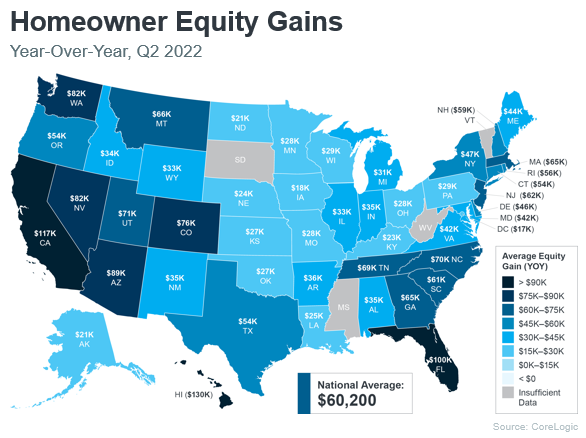 Homeowner Equity Gains
Year-Over-Year, Q2 2022
$82K
WA
$54K
OR
$34K
ID
$66K
MT
$21K
ND
$28K
MN
$29K
WI
$31K
MI
$47K
NY
NH ($59K)
VT
$44K
ME
MA ($65K)
RI ($56K)
CT ($54K)
NJ ($62K)
DE ($46K)
MD ($42K)
DC ($17K)
$33K
WY
SD
$24K
NE
$18K
IA
$33K
IL
$35K
IN
$28K
OH
$29K
PA
WV
$42K
VA
$117K
CA
$82K
NV
$71K
UT
$76K
CO
$27K
KS
$28K
MO
$23K
KY
$89K
AZ
$35K
NM
$27K
OK
$36K
AR
$69K TN
$70K NC
$61K
SC
$65K
GA
$35K
AL
MS
$25K
LA
$54K
TX
$100K
FL
$21K
AK
HI ($130K)
National Average:
$60,200
Average Equity
Gain (YOY)
> $90K
$75K–$90K
$60K–$75K
$45K–$60K
$30K–$45K
$15K–$30K
$0K–$15K
< $0
Insufficient
Data
Source: CoreLogic